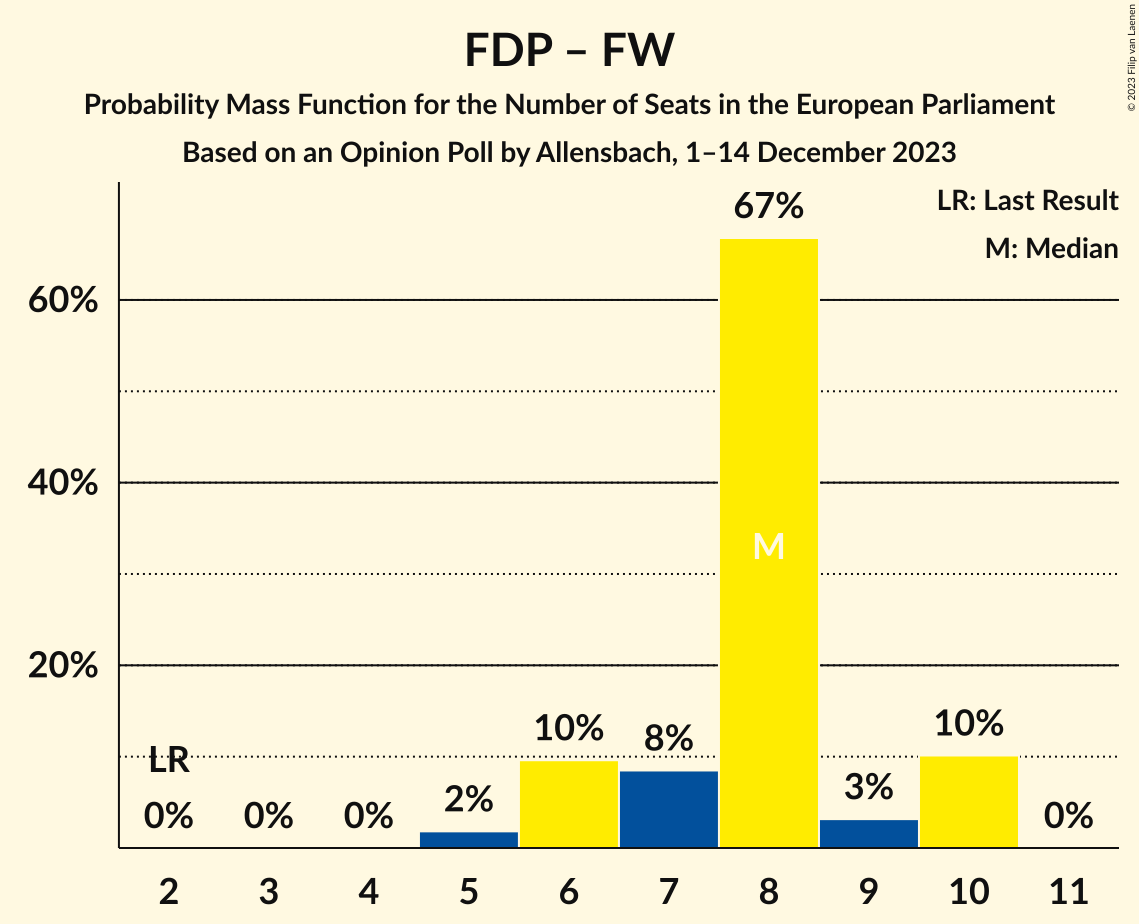 FDP – FW
Probability Mass Function for the Number of Seats in the European Parliament
Based on an Opinion Poll by Allensbach, 1–14 December 2023
© 2023 Filip van Laenen
LR: Last Result
M: Median
67%
60%
40%
M
20%
10%
8%
10%
LR
0%
0%
0%
2%
3%
0%
2
3
4
5
6
7
8
9
10
11